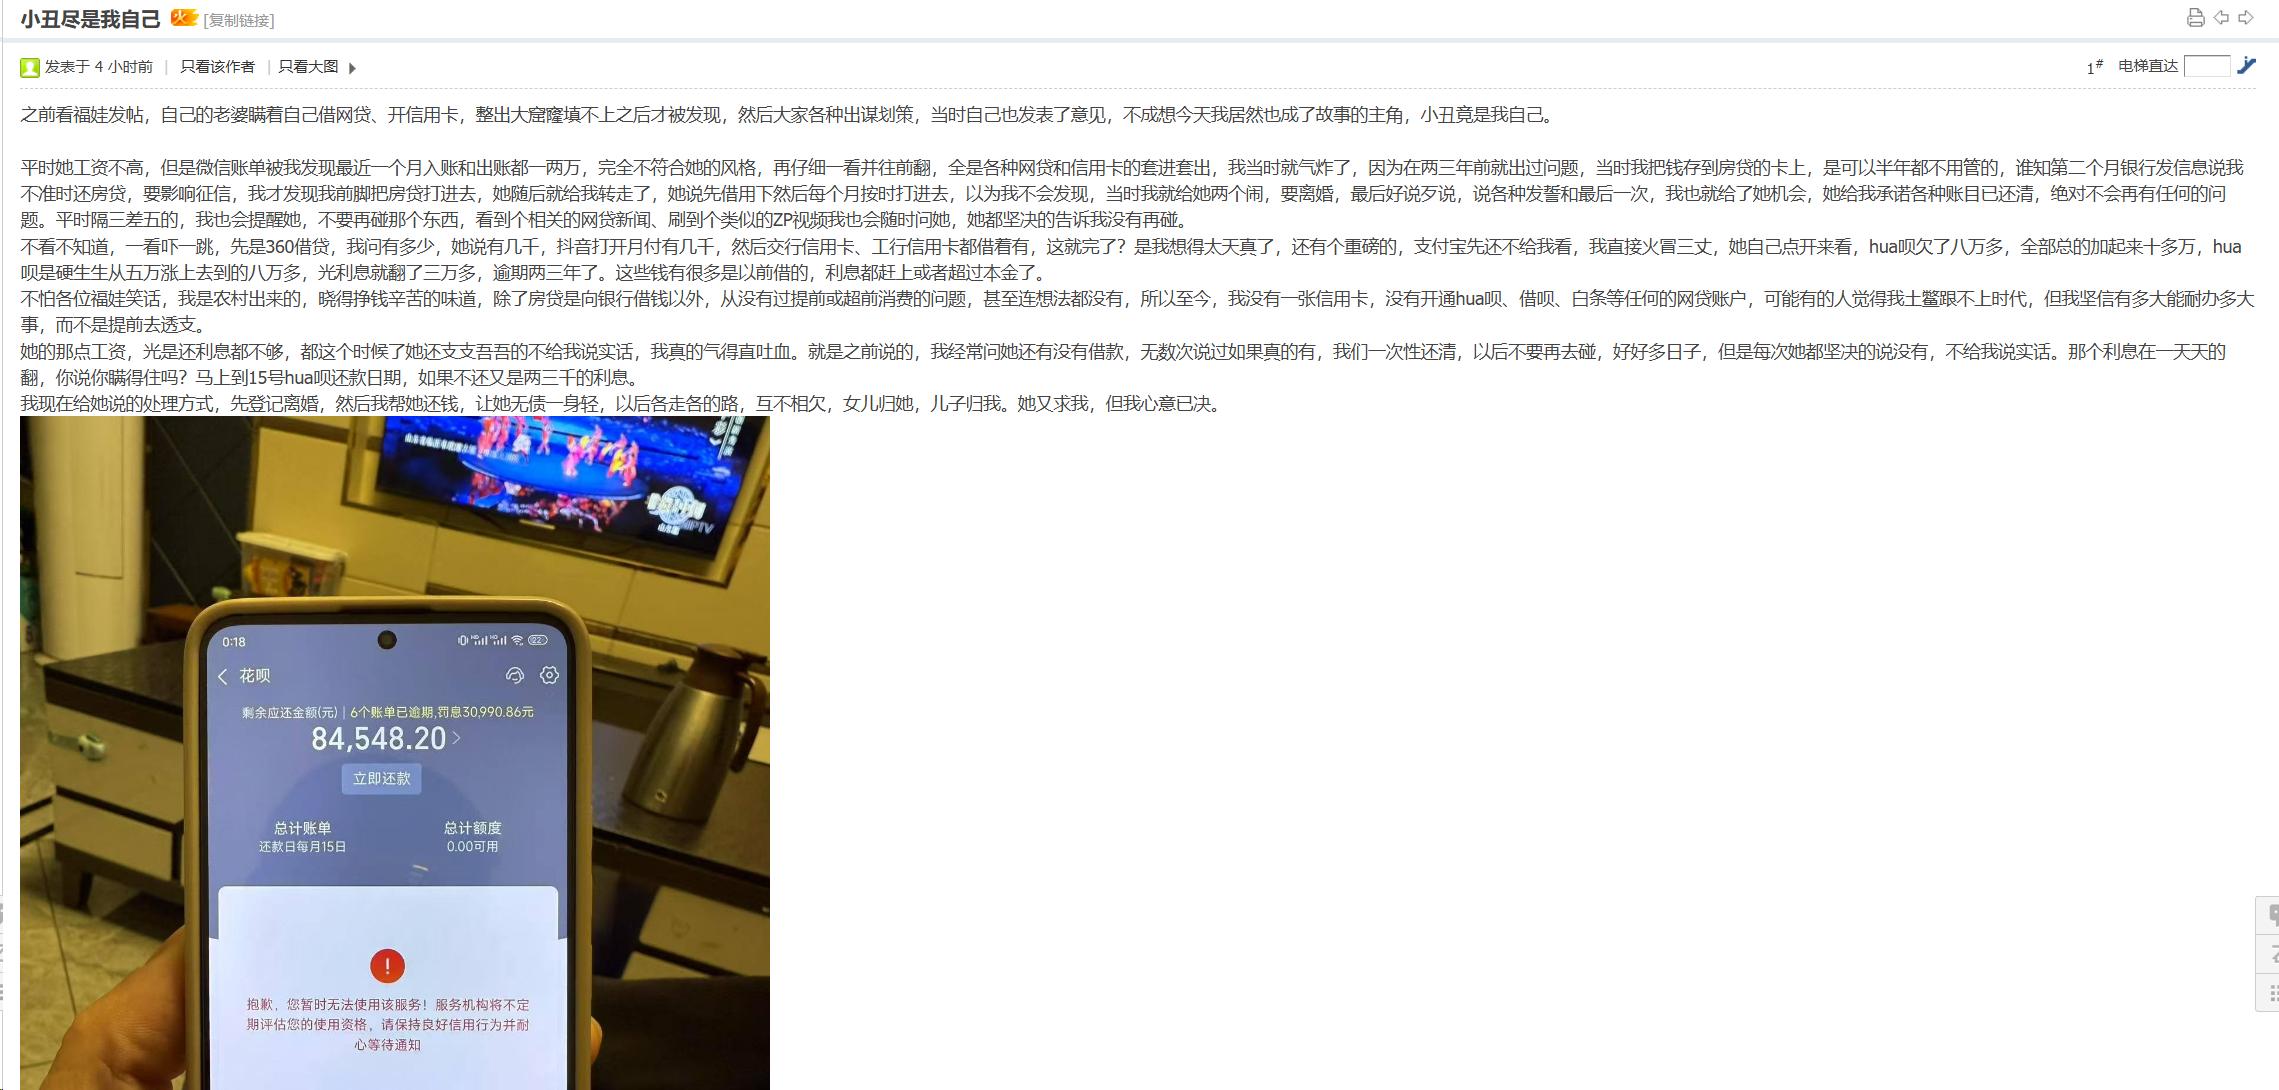 小丑尽是我自己 火 [复制链接]
发表于 4 小时前 | 只看该作者 | 只看大图
1# 电梯直达
之前看福娃发帖，自己的老婆瞒着自己借网贷、开信用卡，整出大窟窿填不上之后才被发现，然后大家各种出谋划策，当时自己也发表了意见，不成想今天我居然也成了故事的主角，小丑竟是我自己。
平时她工资不高，但是微信账单被我发现最近一个月入账和出账都一两万，完全不符合她的风格，再仔细一看并往前翻，全是各种网贷和信用卡的套进套出，我当时就气炸了，因为在两三年前就出过问题，当时我把钱存到房贷的卡上，是可以半年都不用管的，谁知第二个月银行发信息说我
不准时还房贷，要影响征信，我才发现我前脚把房贷打进去，她随后就给我转走了，她说先借用下然后每个月按时打进去，以为我不会发现，当时我就给她两个闹，要离婚，最后好说歹说，说各种发誓和最后一次，我也就给了她机会，她给我承诺各种账目已还清，绝对不会再有任何的问
题。平时隔三差五的，我也会提醒她，不要再碰那个东西，看到个相关的网贷新闻、刷到个类似的ZP视频我也会随时问她，她都坚决的告诉我没有再碰。
不看不知道，一看吓一跳，先是360借贷，我问有多少，她说有几千，抖音打开月付有几千，然后交行信用卡、工行信用卡都借着有，这就完了？是我想得太天真了，还有个重磅的，支付宝先还不给我看，我直接火冒三丈，她自己点开来看，hua呗欠了八万多，全部总的加起来十多万，hua
呗是硬生生从五万涨上去到的八万多，光利息就翻了三万多，逾期两三年了。这些钱有很多是以前借的，利息都赶上或者超过本金了。
不怕各位福娃笑话，我是农村出来的，晓得挣钱辛苦的味道，除了房贷是向银行借钱以外，从没有过提前或超前消费的问题，甚至连想法都没有，所以至今，我没有一张信用卡，没有开通hua呗、借呗、白条等任何的网贷账户，可能有的人觉得我土鳖跟不上时代，但我坚信有多大能耐办多大
事，而不是提前去透支。
她的那点工资，光是还利息都不够，都这个时候了她还支支吾吾的不给我说实话，我真的气得直吐血。就是之前说的，我经常问她还有没有借款，无数次说过如果真的有，我们一次性还清，以后不要再去碰，好好多日子，但是每次她都坚决的说没有，不给我说实话。那个利息在一天天的
翻，你说你瞒得住吗？马上到15号hua呗还款日期，如果不还又是两三千的利息。
我现在给她说的处理方式，先登记离婚，然后我帮她还钱，让她无债一身轻，以后各走各的路，互不相欠，女儿归她，儿子归我。她又求我，但我心意已决。
IPTV
0:18
22
花呗
剩余应还金额(元) | 6个账单已逾期,罚息30,990.86元
84,548.20
立即还款
总计账单 总计额度
还款日每月15日 0.00可用
抱歉，您暂时无法使用该服务！服务机构将不定
期评估您的使用资格，请保持良好信用行为并耐
心等待通知